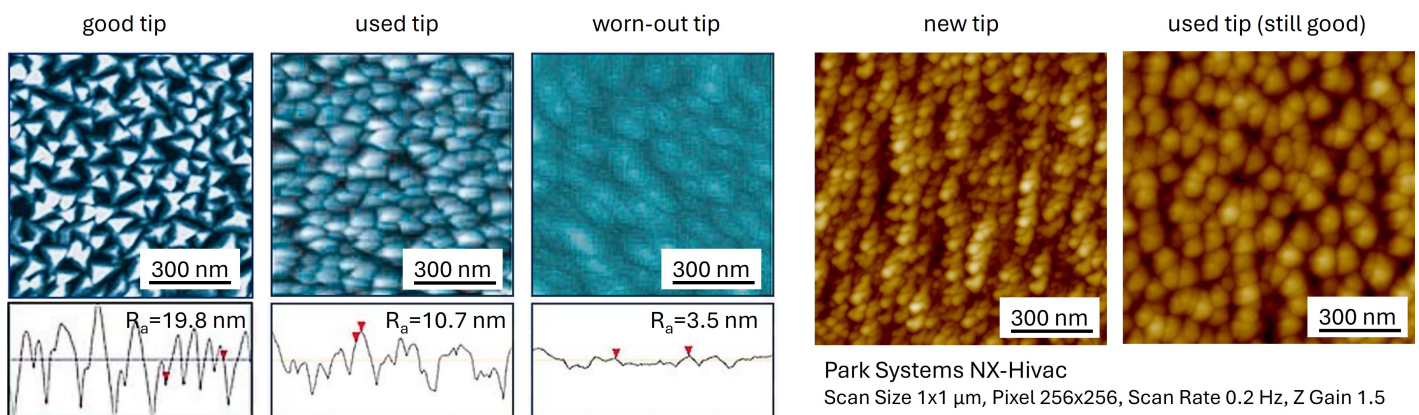 good tip
used tip
worn-out tip
new tip
used tip (still good)
300 nm
300 nm
300 nm
300 nm
300 nm
Rₐ=19.8 nm
Rₐ=10.7 nm
Rₐ=3.5 nm
Park Systems NX-Hivac
Scan Size 1x1 µm, Pixel 256x256, Scan Rate 0.2 Hz, Z Gain 1.5